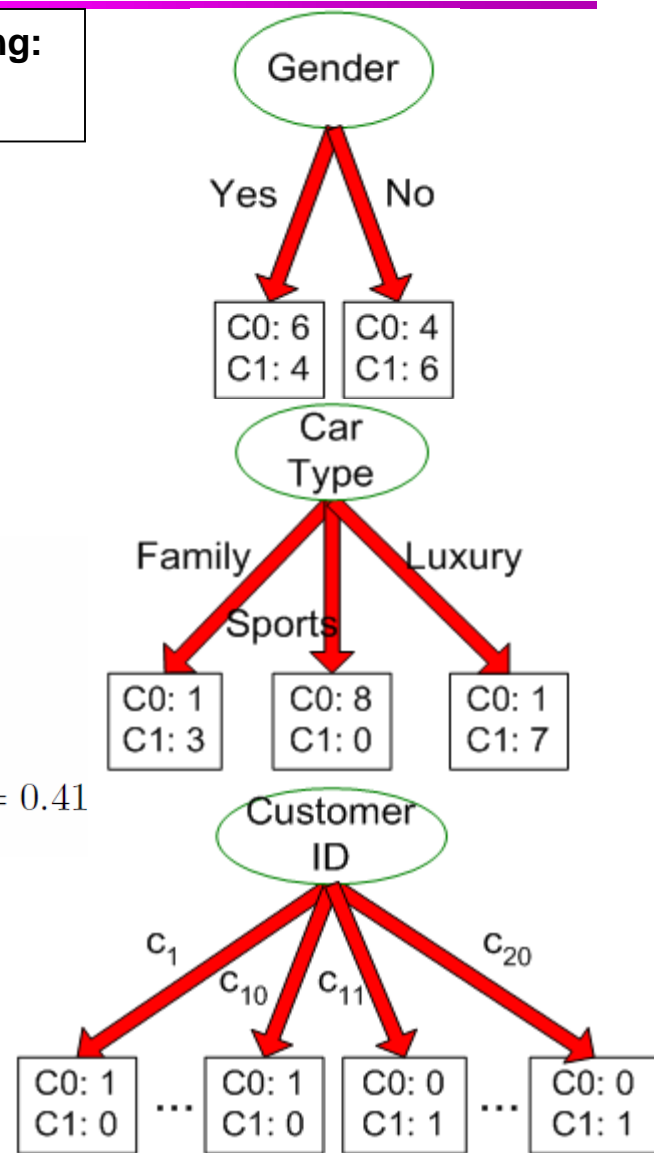 ng:
Gender
Yes No
C0: 6 C0: 4
C1: 4 C1: 6
Car
Type
Family Luxury
Sports
C0: 1 C0: 8 C0: 1
C1: 3 C1: 0 C1: 7
= 0.41
Customer
ID
c₁ c₂₀
c₁₀ c₁₁
C0: 1 C0: 1 C0: 0 C0: 0
C1: 0 ... C1: 0 C1: 1 ... C1: 1